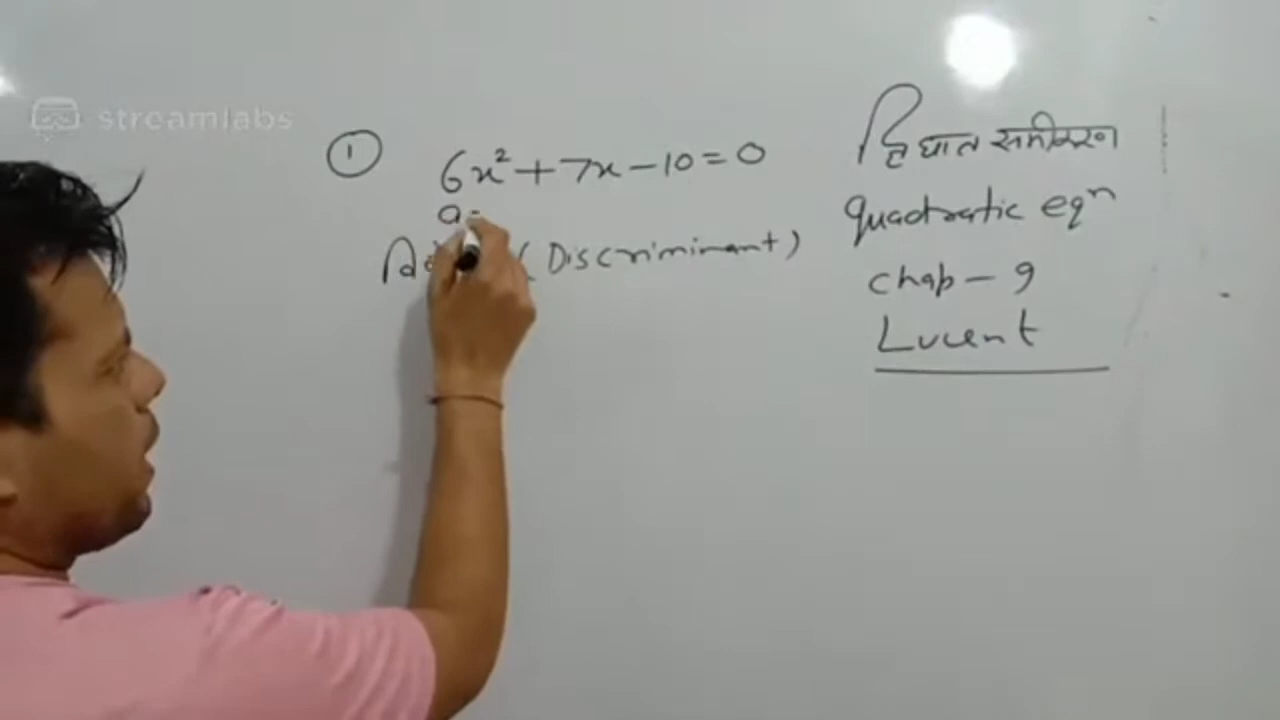 streamlabs
① 6x² + 7x - 10 = 0
a =
(Discriminant)
द्विघात समीकरण
quadratic eqⁿ
chap - 9
Lucent